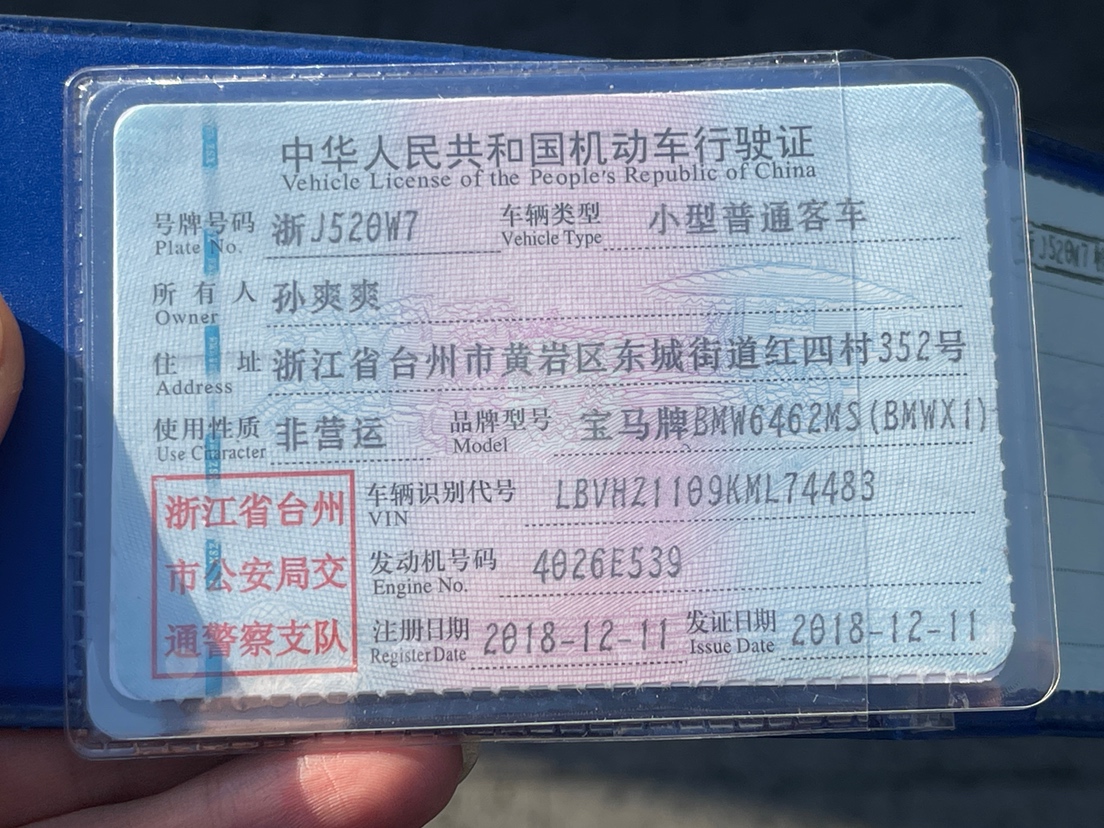 中华人民共和国机动车行驶证
Vehicle License of the People's Republic of China
号牌号码 浙J520W7 车辆类型 小型普通客车
Plate No. Vehicle Type
所有人 孙爽爽
Owner
住址 浙江省台州市黄岩区东城街道红四村352号
Address
使用性质 非营运 品牌型号 宝马牌BMW6462MS(BMWX1)
Use Character Model
车辆识别代号 LBVHZ1109KML74483
VIN
发动机号码 4026E539
Engine No.
注册日期 2018-12-11 发证日期 2018-12-11
Register Date Issue Date
浙江省台州
市公安局交
通警察支队
J520W7